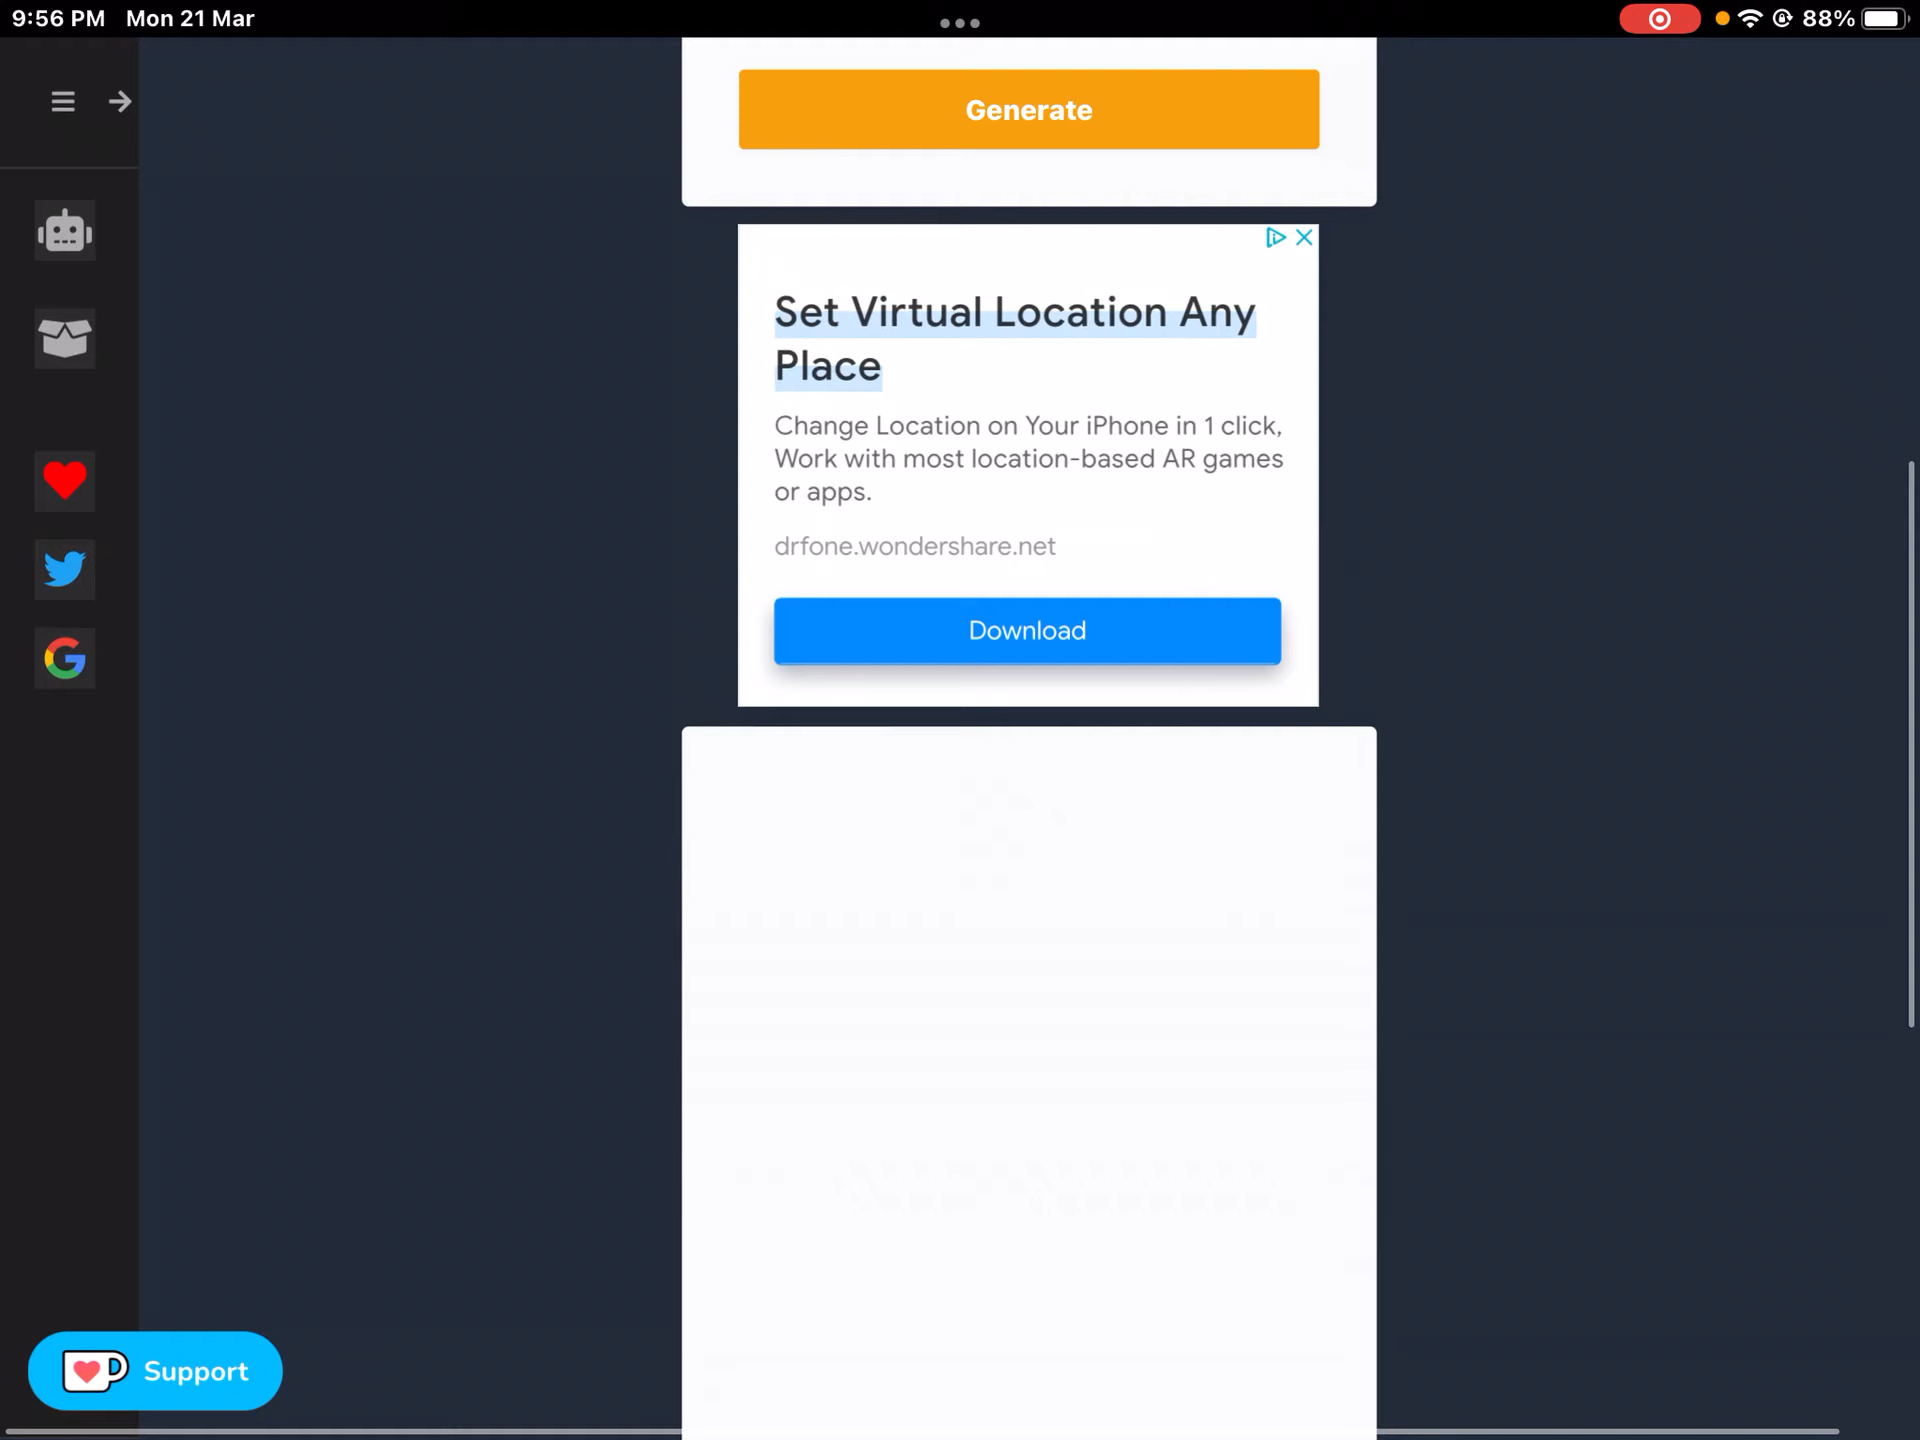 9:56 PM Mon 21 Mar
88%
Generate
Set Virtual Location Any
Place
Change Location on Your iPhone in 1 click,
Work with most location-based AR games
or apps.
drfone.wondershare.net
Download
Support